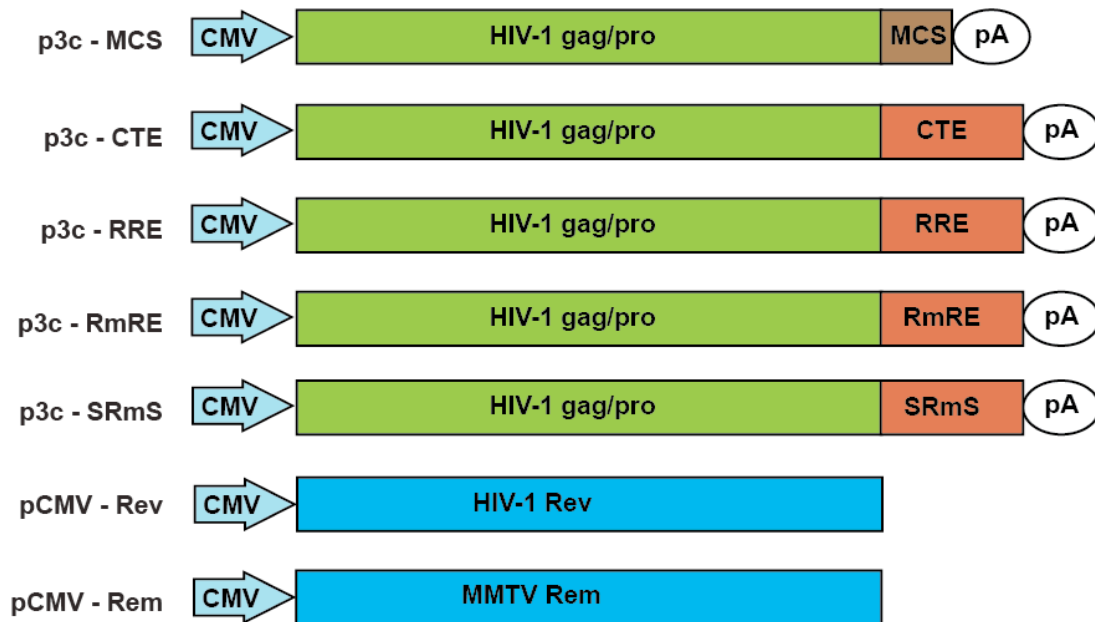 p3c - MCS CMV HIV-1 gag/pro MCS pA
p3c - CTE CMV HIV-1 gag/pro CTE pA
p3c - RRE CMV HIV-1 gag/pro RRE pA
p3c - RmRE CMV HIV-1 gag/pro RmRE pA
p3c - SRmS CMV HIV-1 gag/pro SRmS pA
pCMV - Rev CMV HIV-1 Rev
pCMV - Rem CMV MMTV Rem